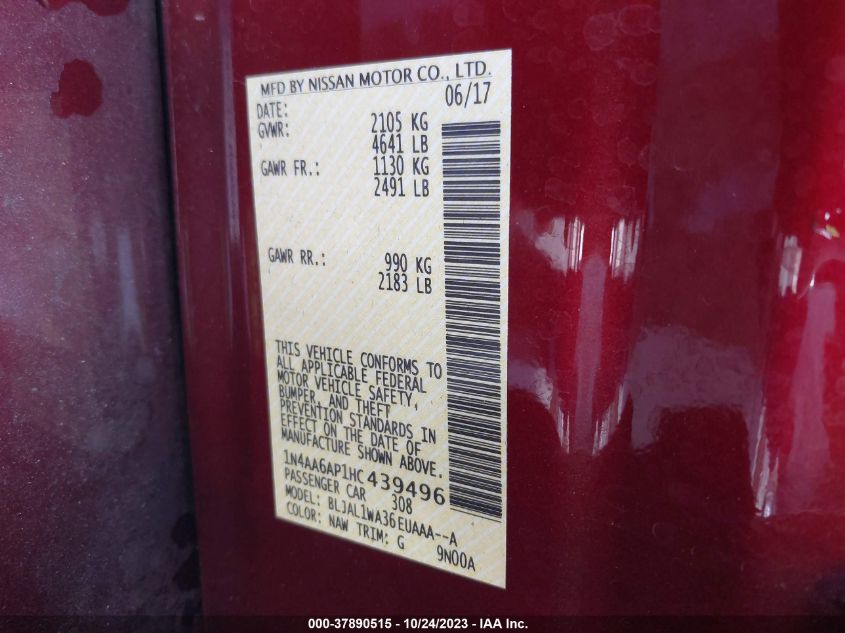 MFD BY NISSAN MOTOR CO., LTD.
DATE: 06/17
GVWR: 2105 KG
4641 LB
GAWR FR.: 1130 KG
2491 LB
GAWR RR.: 990 KG
2183 LB
THIS VEHICLE CONFORMS TO
ALL APPLICABLE FEDERAL
MOTOR VEHICLE SAFETY,
BUMPER, AND THEFT
PREVENTION STANDARDS IN
EFFECT ON THE DATE OF
MANUFACTURE SHOWN ABOVE.
1N4AA6AP1HC439496
PASSENGER CAR 308
MODEL: BLJAL1WA36EUAAA--A
COLOR: NAW TRIM: G 9N00A
000-37890515 - 10/24/2023 - IAA Inc.